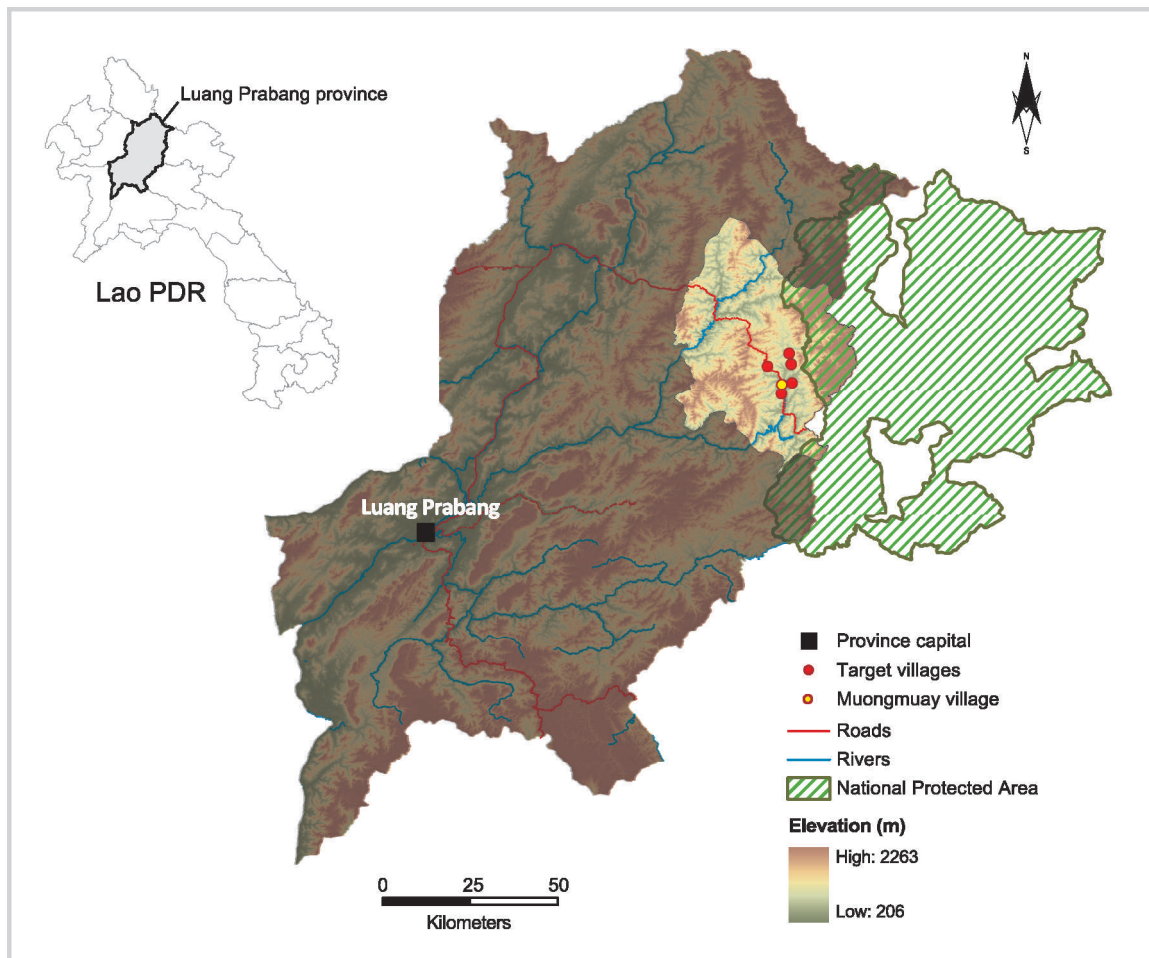 Luang Prabang province
Lao PDR
N
S
Luang Prabang
Province capital
Target villages
Muongmuay village
Roads
Rivers
National Protected Area
Elevation (m)
High: 2263
Low: 206
0 25 50
Kilometers